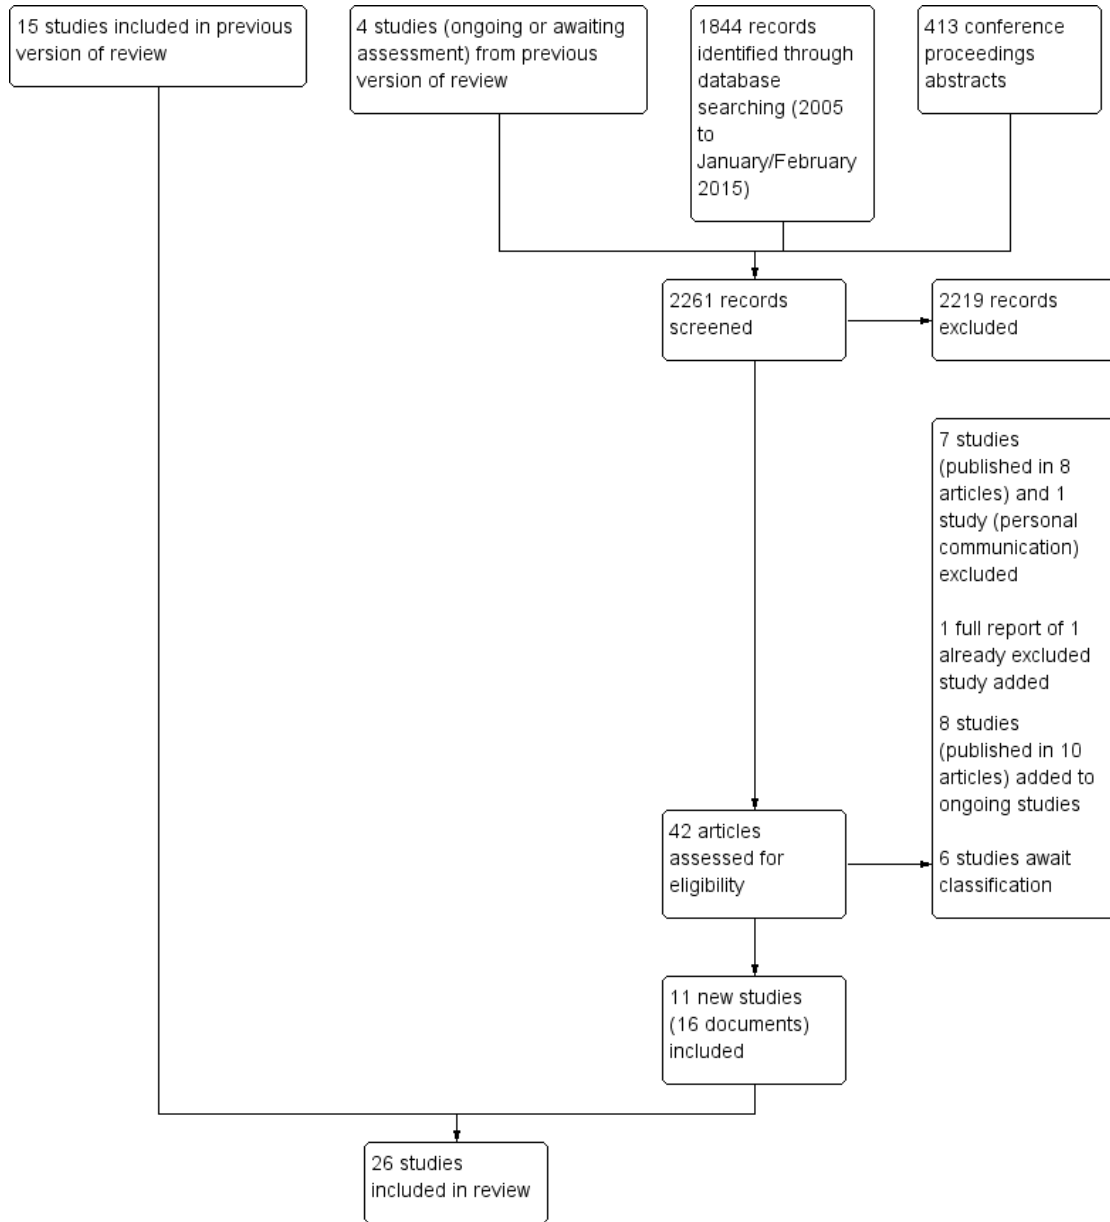 15 studies included in previous
version of review
4 studies (ongoing or awaiting
assessment) from previous
version of review
1844 records
identified through
database
searching (2005
to
January/February
2015)
413 conference
proceedings
abstracts
2261 records
screened
2219 records
excluded
7 studies
(published in 8
articles) and 1
study (personal
communication)
excluded
1 full report of 1
already excluded
study added
8 studies
(published in 10
articles) added to
ongoing studies
6 studies await
classification
42 articles
assessed for
eligibility
11 new studies
(16 documents)
included
26 studies
included in review